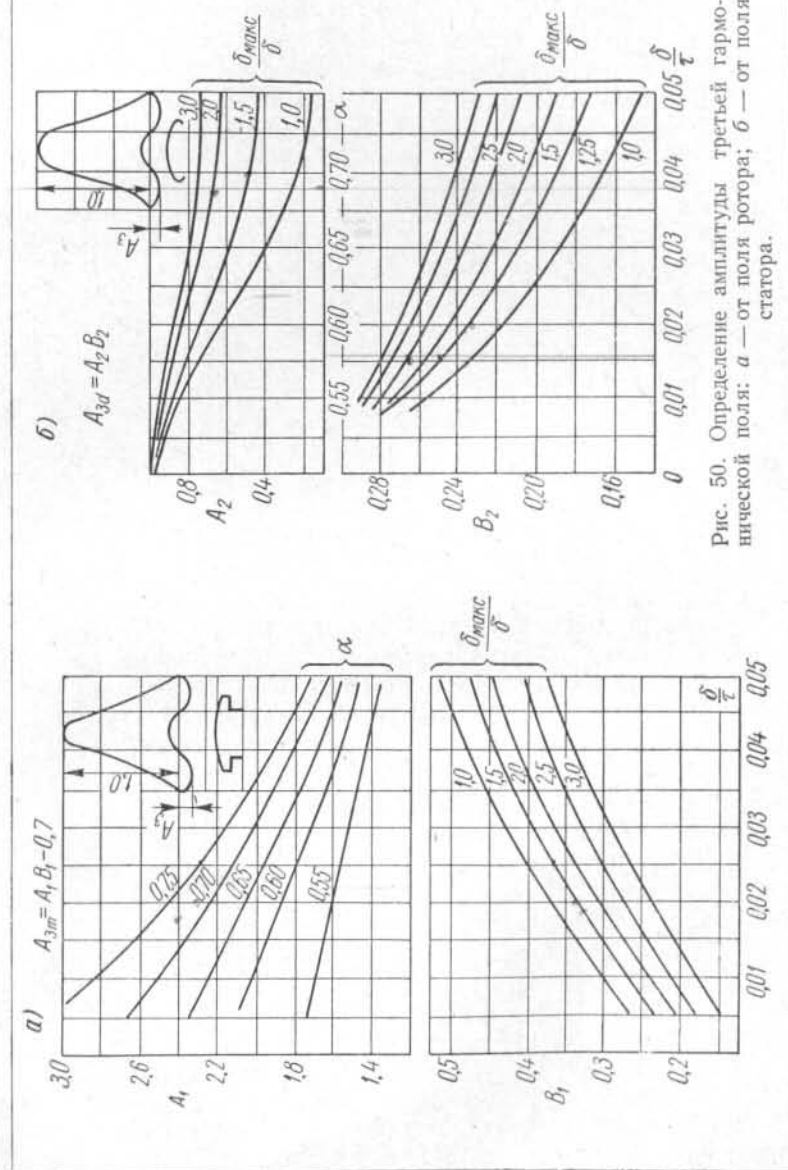 а)
A₃ₘ = A₁B₁ – 0,7
1,0
A₃
3,0
2,6
A₁
2,2
1,8
1,4
0,75
0,70
0,65
0,60
0,55
α
0,5
0,4
B₁
0,3
0,2
1,0
1,5
2,0
2,5
3,0
δмакс
δ
0,01
0,02
0,03
0,04
0,05
δ
τ
б)
A₃d = A₂B₂
1,0
A₃
0,8
A₂
0,4
3,0
2,0
1,5
1,0
δмакс
δ
0,55
0,60
0,65
0,70
α
0,28
0,24
B₂
0,20
0,16
3,0
2,5
2,0
1,5
1,25
1,0
δмакс
δ
0
0,01
0,02
0,03
0,04
0,05
δ
τ
Рис. 50. Определение амплитуды третьей гармо-
нической поля: а — от поля ротора; б — от поля
статора.